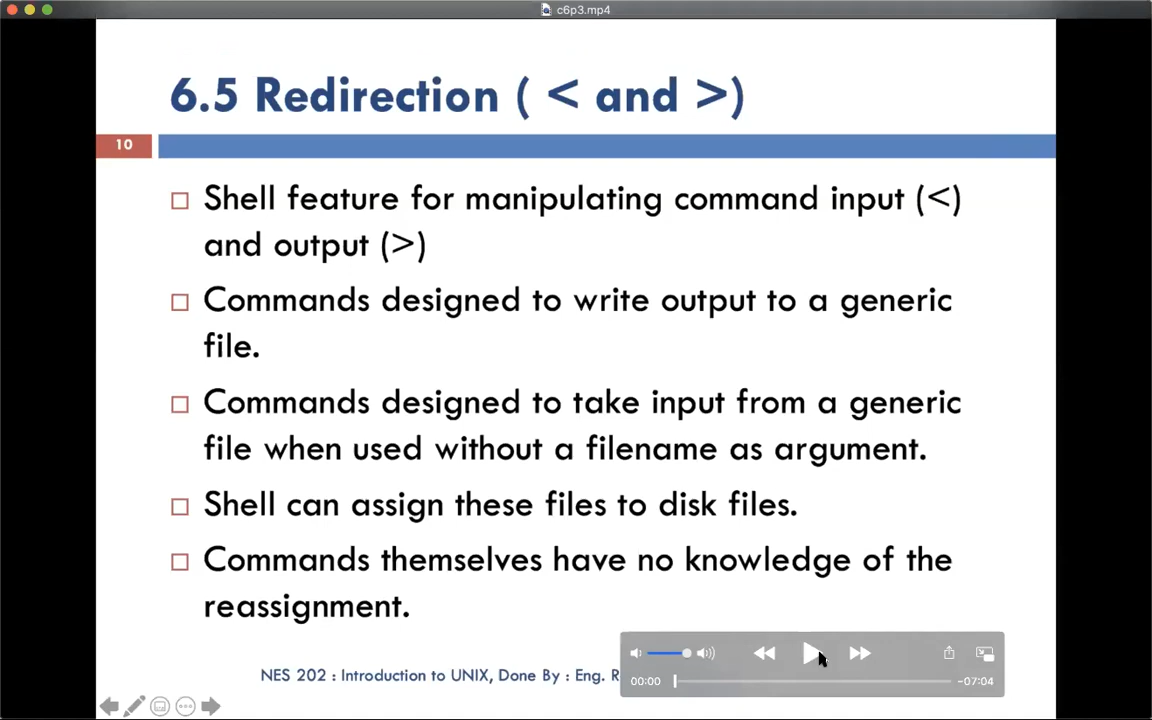 c6p3.mp4
6.5 Redirection ( < and >)
10
Shell feature for manipulating command input (<)
and output (>)
Commands designed to write output to a generic
file.
Commands designed to take input from a generic
file when used without a filename as argument.
Shell can assign these files to disk files.
Commands themselves have no knowledge of the
reassignment.
NES 202 : Introduction to UNIX, Done By : Eng. R
00:00
-07:04